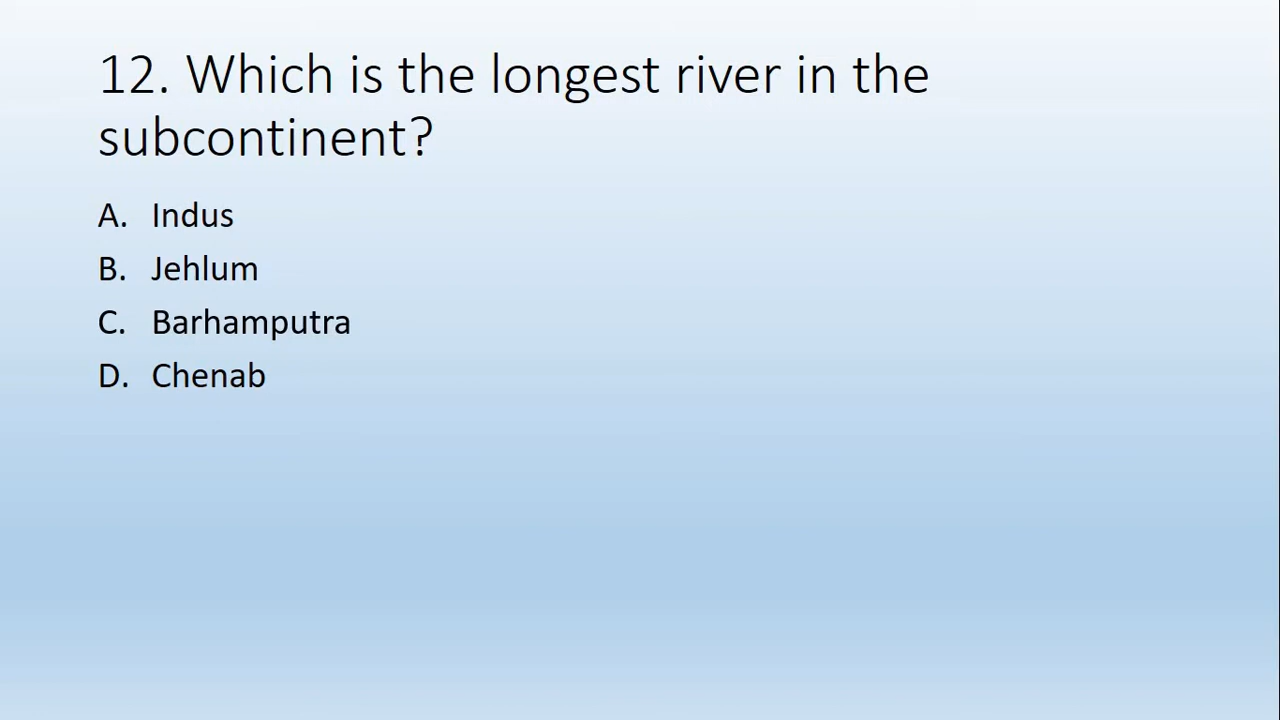 12. Which is the longest river in the
subcontinent?
A. Indus
B. Jehlum
C. Barhamputra
D. Chenab